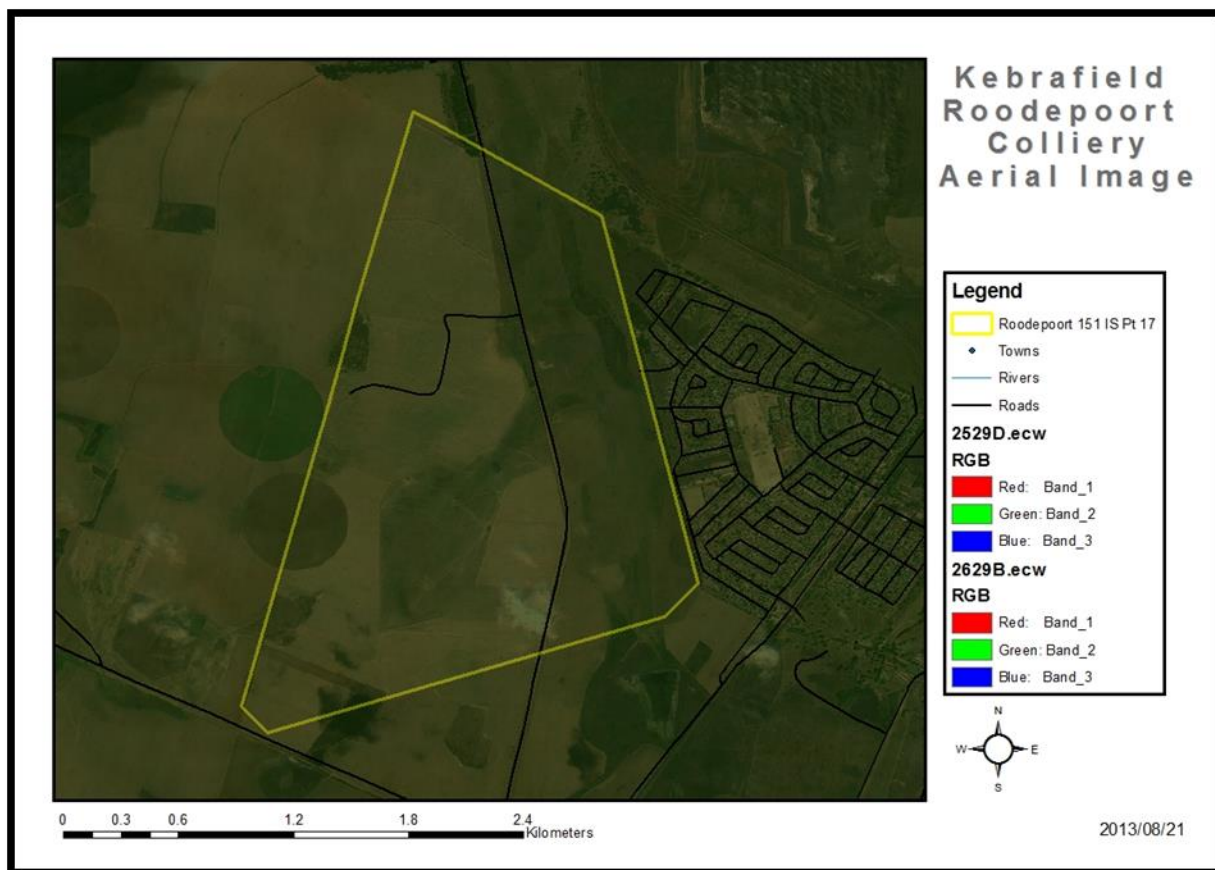 Kebrafield
Roodepoort
Colliery
Aerial Image
Legend
Roodepoort 151 IS Pt 17
Towns
Rivers
Roads
2529D.ecw
RGB
Red: Band_1
Green: Band_2
Blue: Band_3
2629B.ecw
RGB
Red: Band_1
Green: Band_2
Blue: Band_3
N
W E
S
0 0.3 0.6 1.2 1.8 2.4
Kilometers
2013/08/21